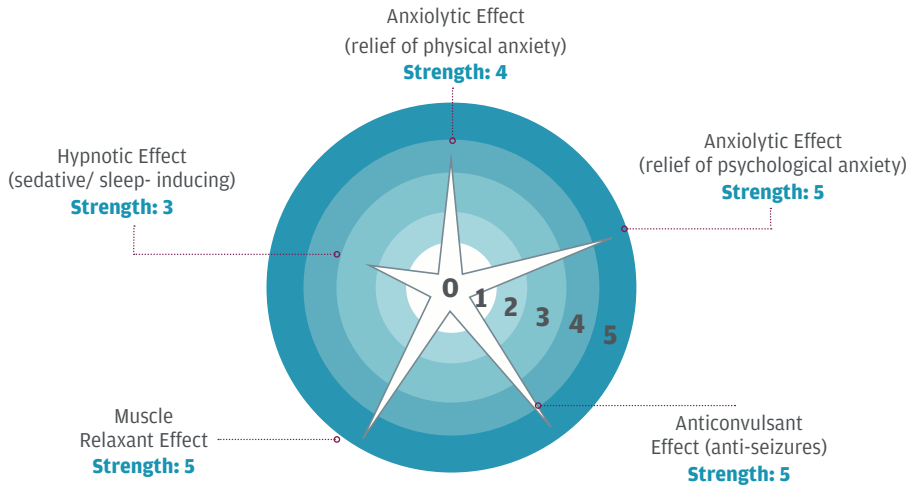 Anxiolytic Effect
(relief of physical anxiety)
Strength: 4
Anxiolytic Effect
(relief of psychological anxiety)
Strength: 5
Hypnotic Effect
(sedative/ sleep- inducing)
Strength: 3
0
1
2
3
4
5
Muscle
Relaxant Effect
Strength: 5
Anticonvulsant
Effect (anti-seizures)
Strength: 5